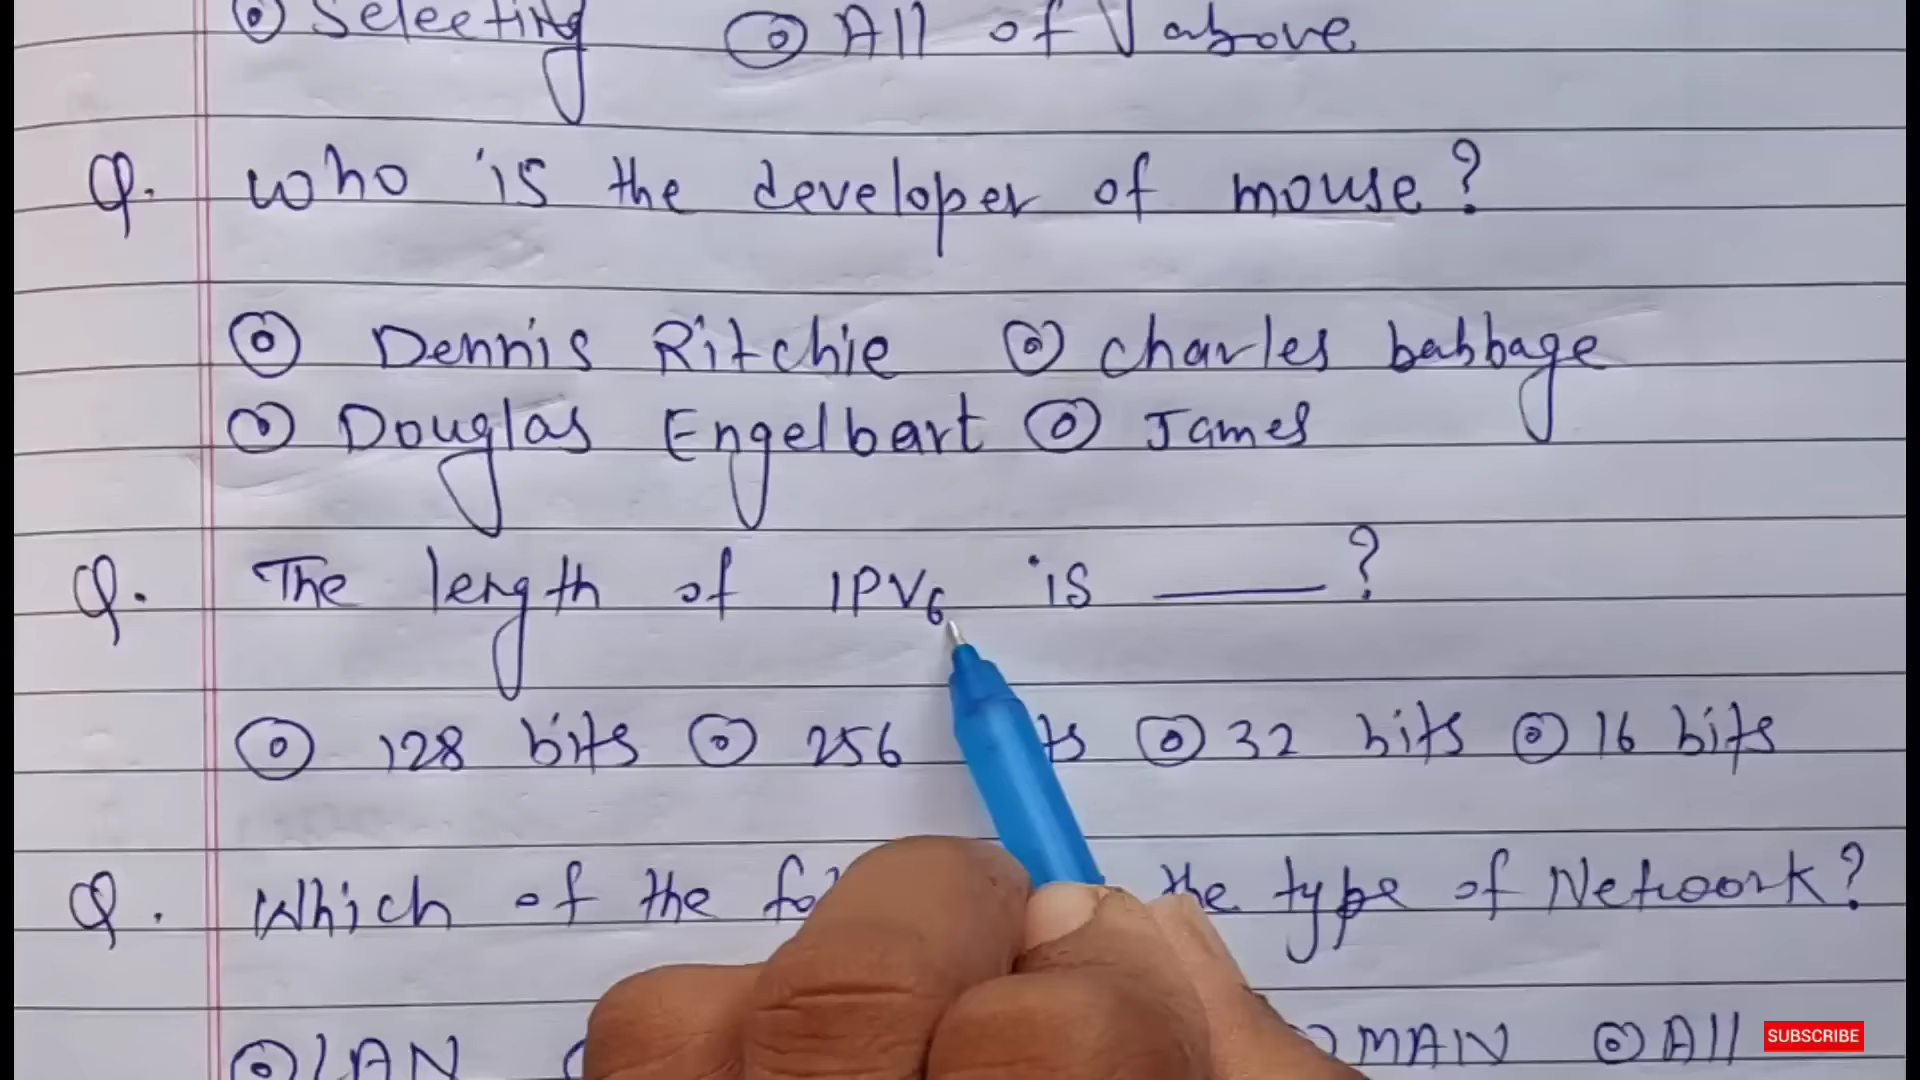 Selecting All of above
Q. Who is the developer of mouse?
Dennis Ritchie Charles babbage
Douglas Engelbart James
Q. The length of IPV6 is ____?
128 bits 256 32 bits 16 bits
Q. Which of the the type of Network?
LAN MAN All
SUBSCRIBE